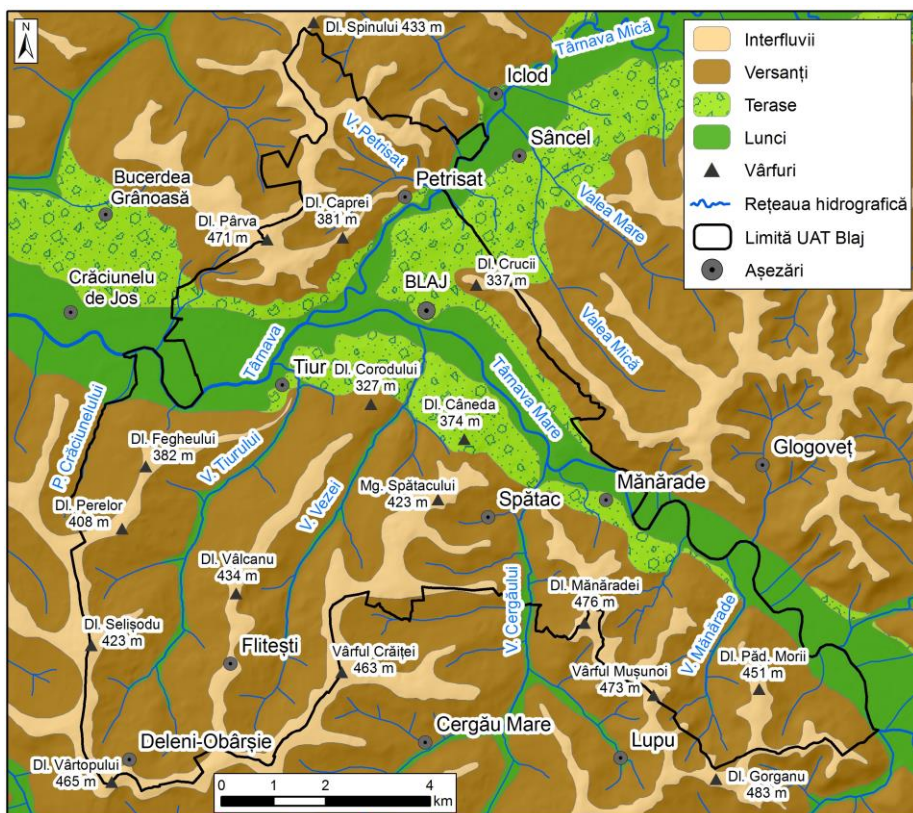 N
Dl. Spinului 433 m
Târnava Mică
Iclod
V. Petrisat
Sâncel
Bucerdea
Grânoasă
Petrisat
Dl. Caprei
381 m
Dl. Pârva
471 m
Valea Mare
Crăciunelu
de Jos
BLAJ
Dl. Crucii
337 m
Târnava
Valea Mică
Tiur
Dl. Corodului
327 m
Târnava Mare
Dl. Câneda
374 m
P. Crăciunelului
Dl. Fegheului
382 m
V. Tiurului
V. Vezei
Glogoveț
Mg. Spătacului
423 m
Spătac
Mănărade
Dl. Perelor
408 m
Dl. Vâlcanu
434 m
V. Cergăului
Dl. Mănăradei
476 m
V. Mănărade
Dl. Selișodu
423 m
Flitești
Vârful Crăiței
463 m
Vârful Mușunoi
473 m
Dl. Păd. Morii
451 m
Deleni-Obârșie
Cergău Mare
Lupu
Dl. Vârtopului
465 m
Dl. Gorganu
483 m
0 1 2 4
km
Interfluvii
Versanți
Terase
Lunci
Vârfuri
Rețeaua hidrografică
Limită UAT Blaj
Așezări